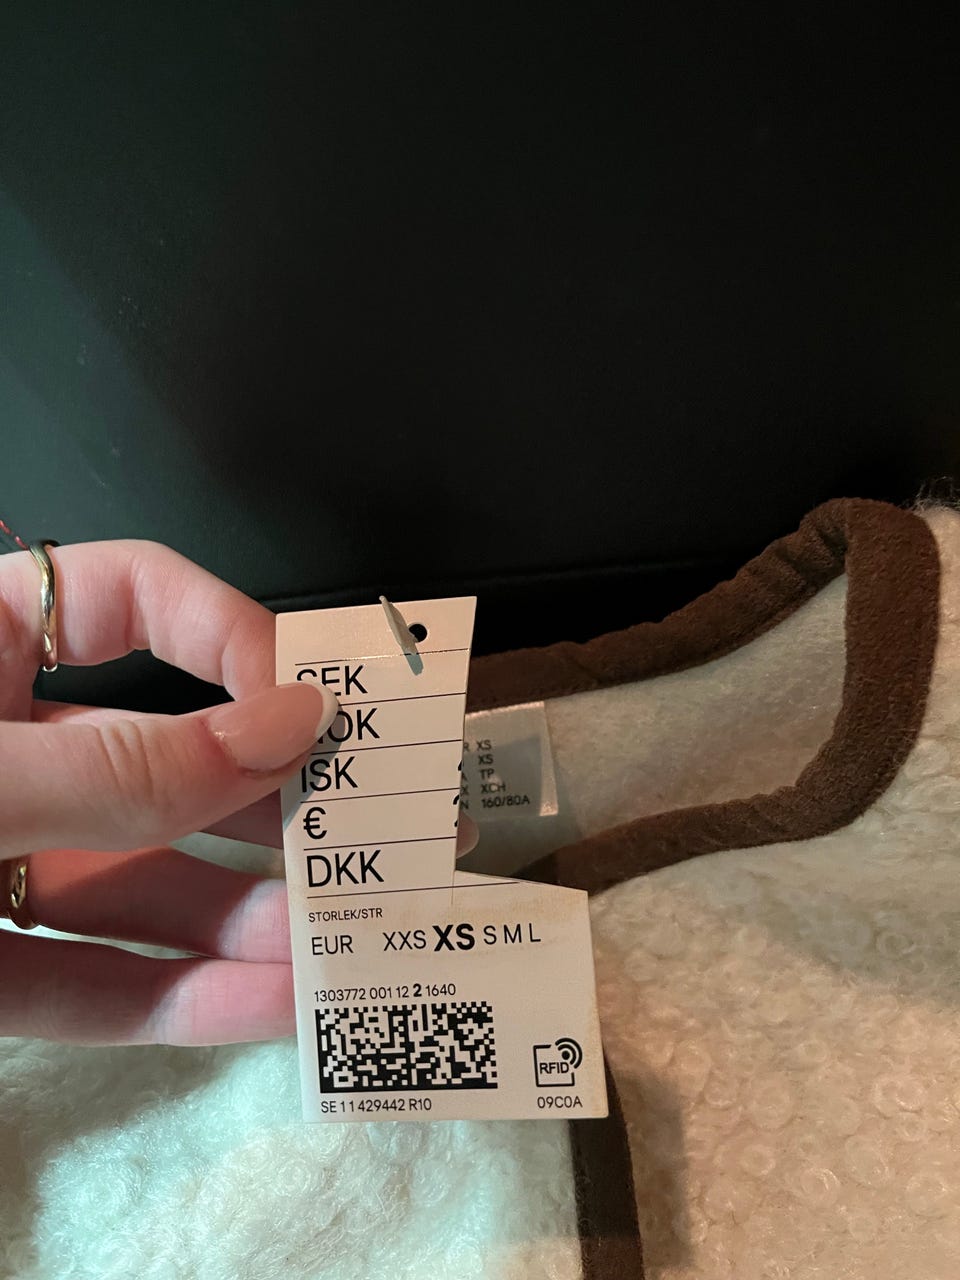 SEK
NOK
ISK
€
DKK
STORLEK/STR
EUR XXS XS S M L
1303772 001 12 2 1640
RFID
SE 11 429442 R10
09C0A
XS
XS
TP
XCH
160/80A